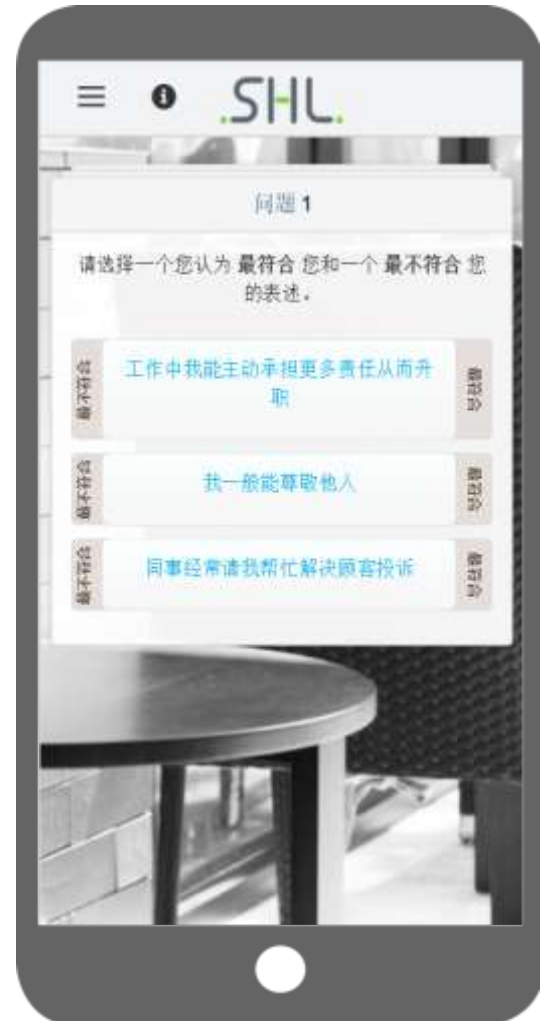 .SHL.
问题 1
请选择一个您认为 最符合 您和一个 最不符合 您
的表述。
最不符合
工作中我能主动承担更多责任从而升
职
最符合
最不符合
我一般能尊敬他人
最符合
最不符合
同事经常请我帮忙解决顾客投诉
最符合